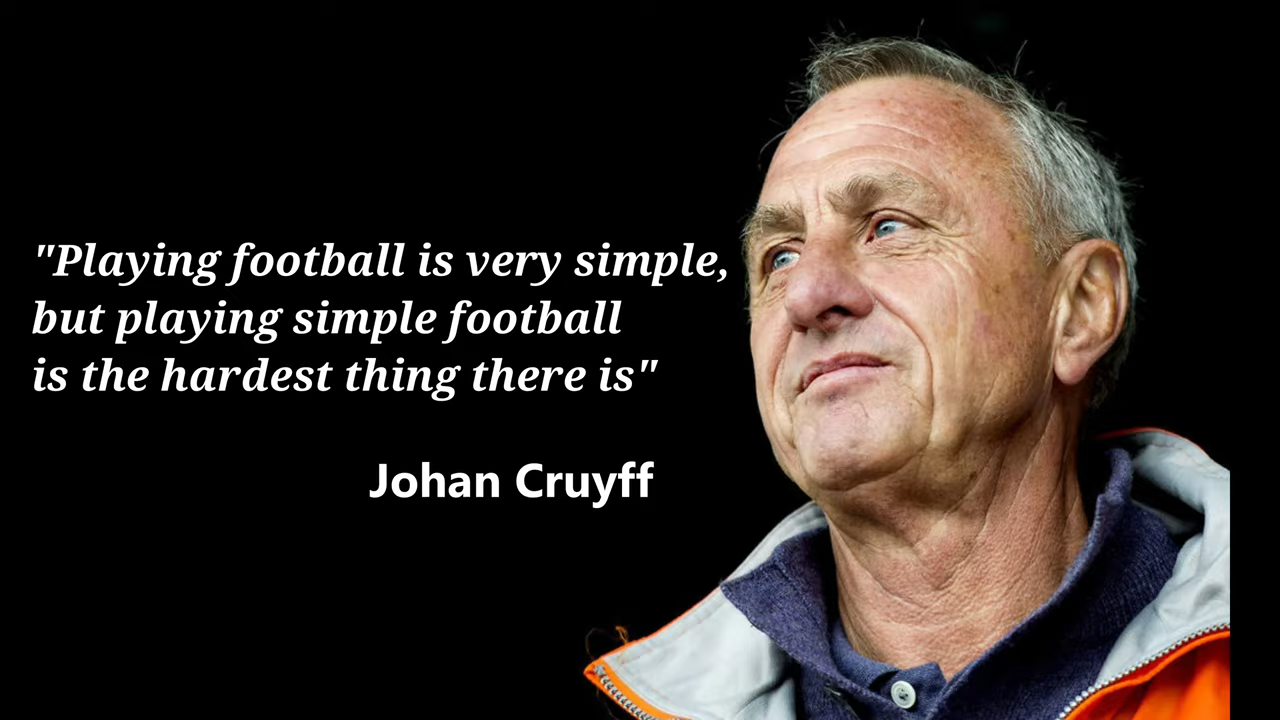 "Playing football is very simple,
but playing simple football
is the hardest thing there is"
Johan Cruyff